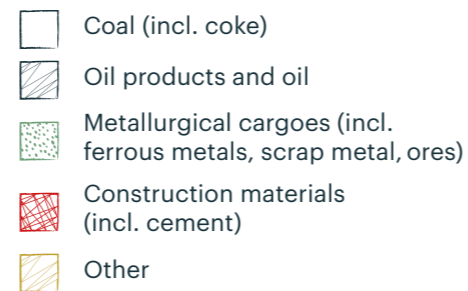 Coal (incl. coke)
Oil products and oil
Metallurgical cargoes (incl.
ferrous metals, scrap metal, ores)
Construction materials
(incl. cement)
Other